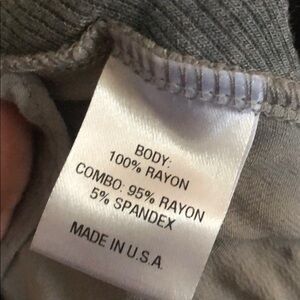 BODY:
100% RAYON
COMBO: 95% RAYON
5% SPANDEX
MADE IN U.S.A.